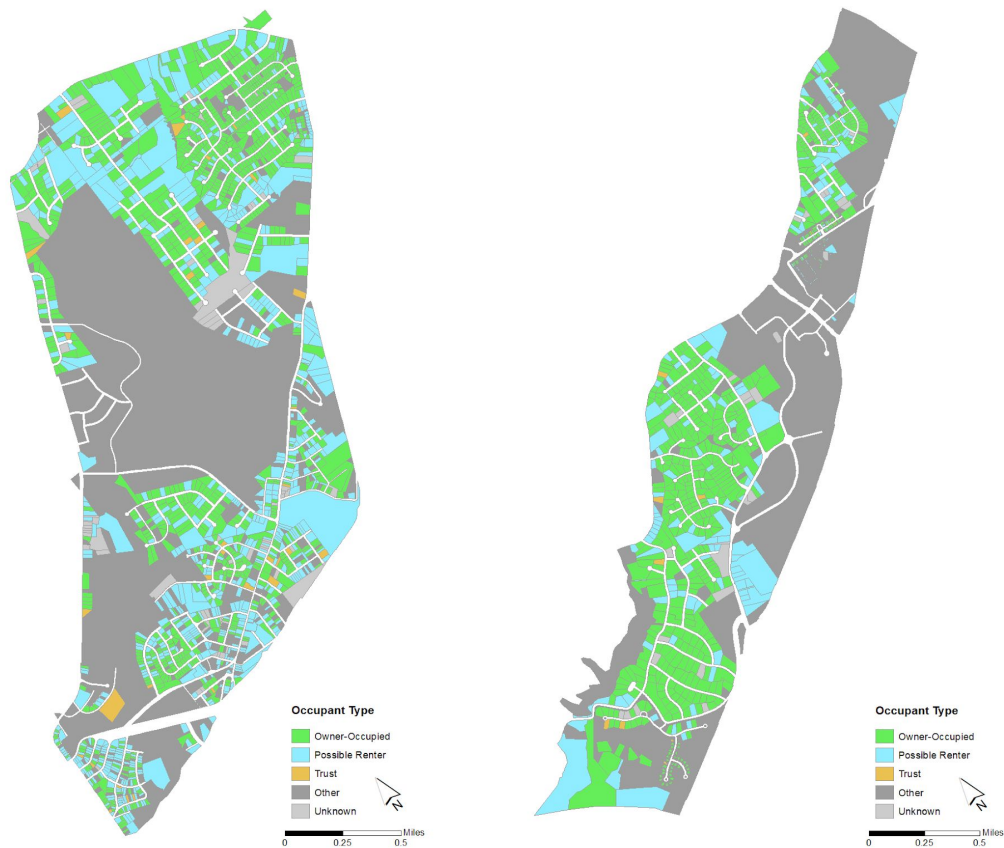 Occupant Type
Owner-Occupied
Possible Renter
Trust
Other
Unknown
N
Miles
0 0.25 0.5
Occupant Type
Owner-Occupied
Possible Renter
Trust
Other
Unknown
N
Miles
0 0.25 0.5